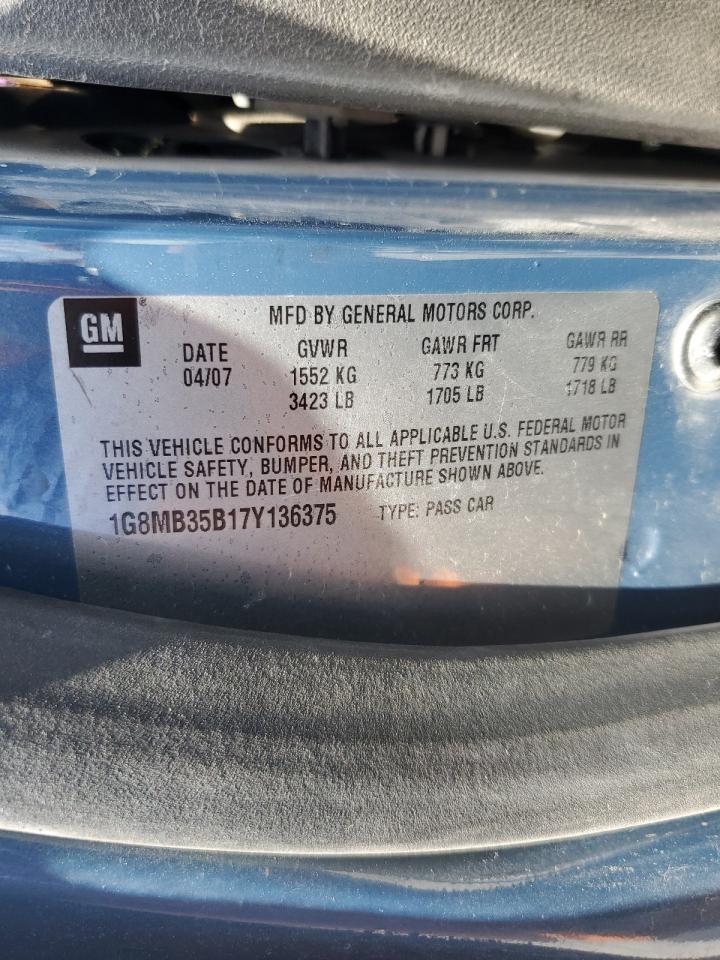 GM ®
MFD BY GENERAL MOTORS CORP.
DATE GVWR GAWR FRT GAWR RR
04/07 1552 KG 773 KG 779 KG
3423 LB 1705 LB 1718 LB
THIS VEHICLE CONFORMS TO ALL APPLICABLE U.S. FEDERAL MOTOR
VEHICLE SAFETY, BUMPER, AND THEFT PREVENTION STANDARDS IN
EFFECT ON THE DATE OF MANUFACTURE SHOWN ABOVE.
1G8MB35B17Y136375 TYPE: PASS CAR